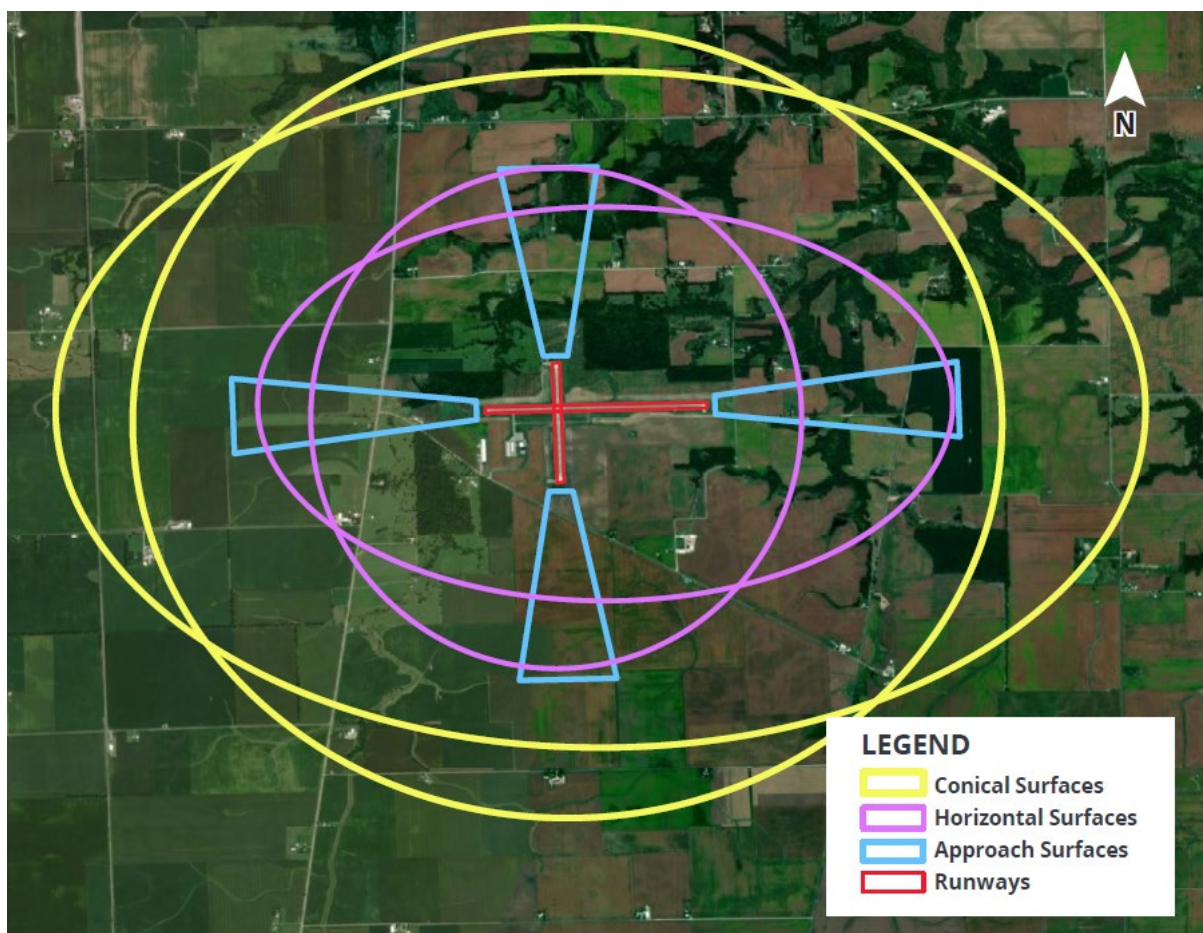 N
LEGEND
Conical Surfaces
Horizontal Surfaces
Approach Surfaces
Runways